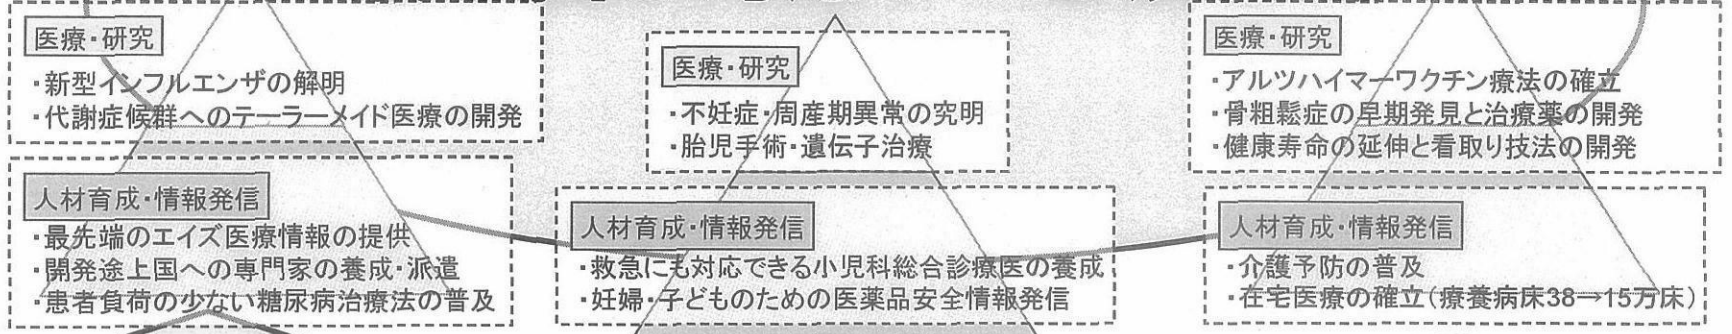 医療・研究
・新型インフルエンザの解明
・代謝症候群へのテーラーメイド医療の開発
人材育成・情報発信
・最先端のエイズ医療情報の提供
・開発途上国への専門家の養成・派遣
・患者負荷の少ない糖尿病治療法の普及
医療・研究
・不妊症・周産期異常の究明
・胎児手術・遺伝子治療
人材育成・情報発信
・救急にも対応できる小児科総合診療医の養成
・妊婦・子どものための医薬品安全情報発信
医療・研究
・アルツハイマーワクチン療法の確立
・骨粗鬆症の早期発見と治療薬の開発
・健康寿命の延伸と看取り技法の開発
人材育成・情報発信
・介護予防の普及
・在宅医療の確立（療養病床38→15万床）